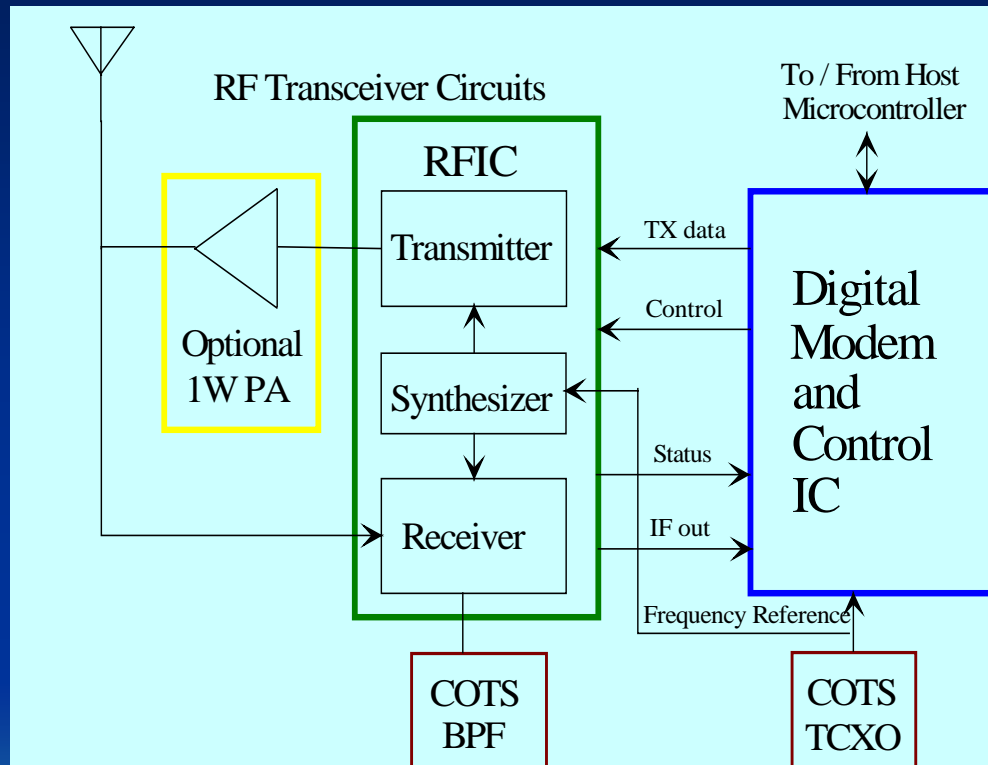 To / From Host
Microcontroller
RF Transceiver Circuits
RFIC
Transmitter
TX data
Digital
Modem
and
Control
IC
Control
Optional
1W PA
Synthesizer
Status
Receiver
IF out
Frequency Reference
COTS
BPF
COTS
TCXO